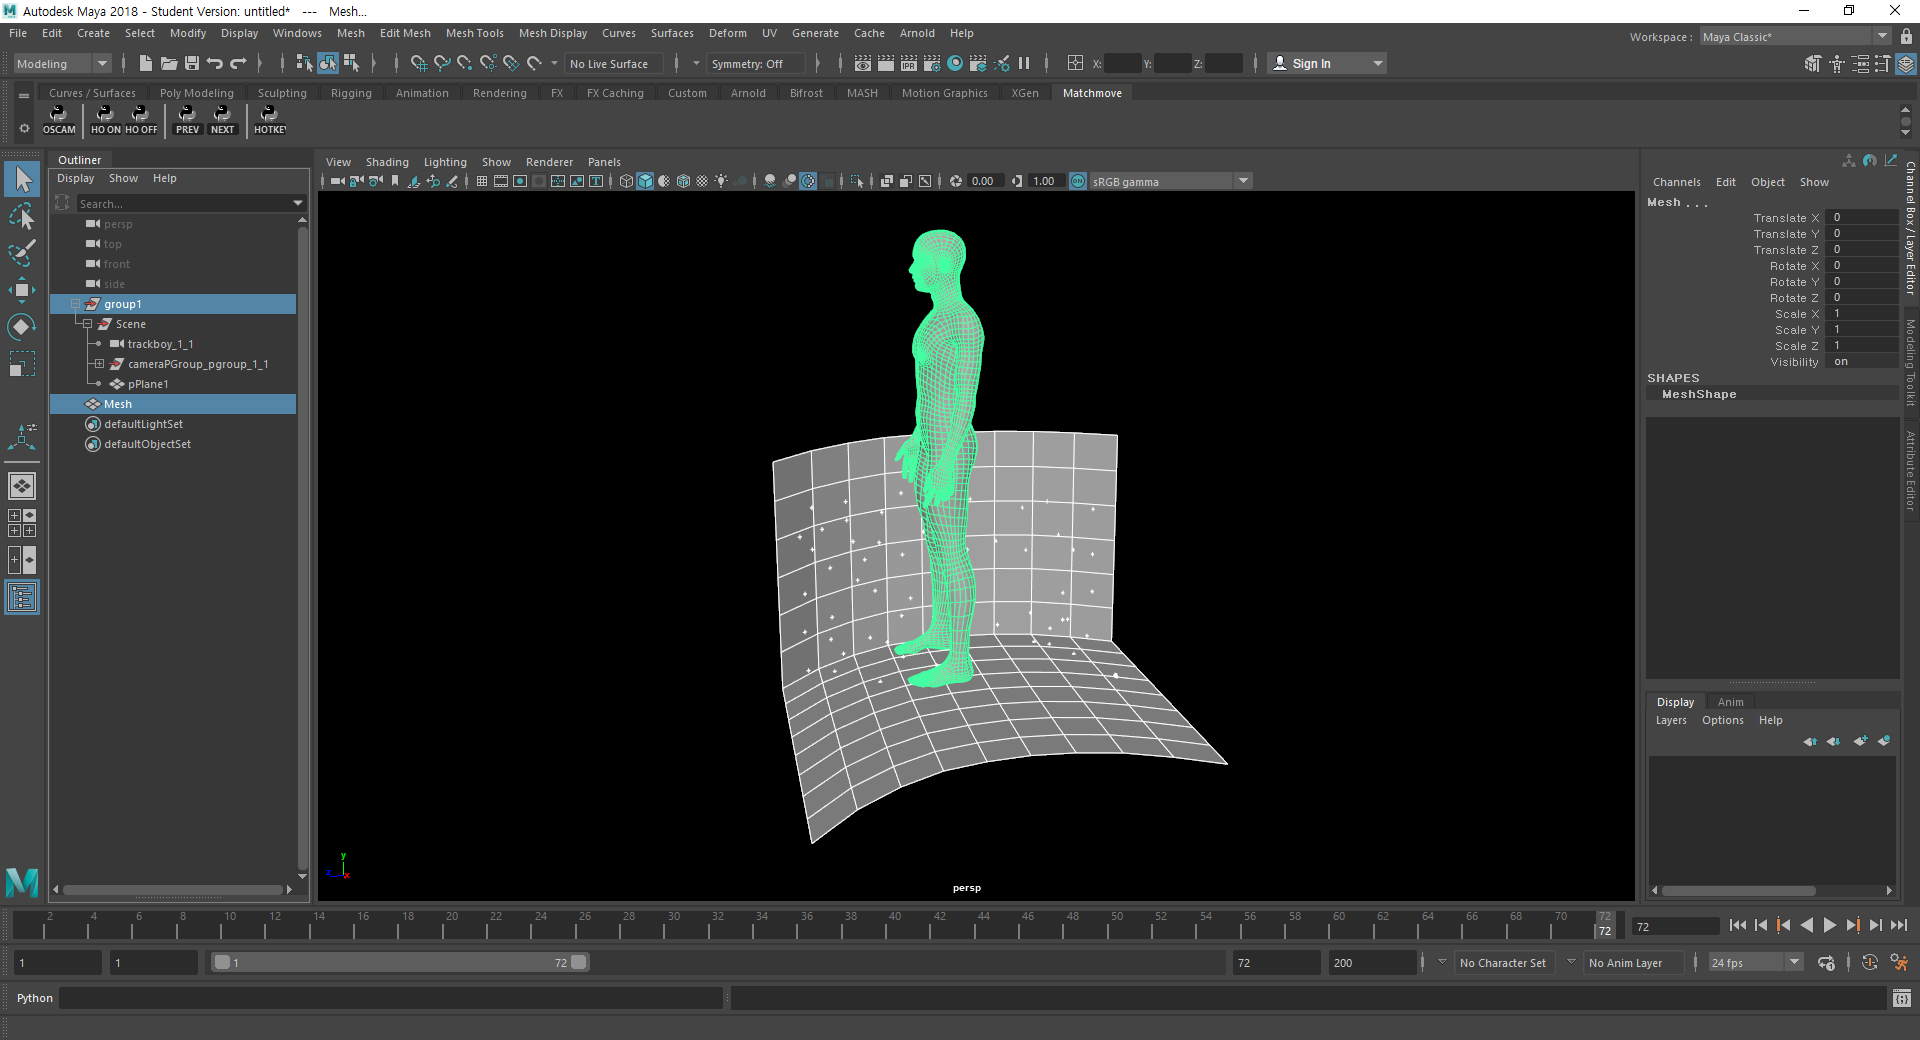 Autodesk Maya 2018 - Student Version: untitled*   ---   Mesh...
File Edit Create Select Modify Display Windows Mesh Edit Mesh Mesh Tools Mesh Display Curves Surfaces Deform UV Generate Cache Arnold Help
Workspace : Maya Classic*
Modeling No Live Surface Symmetry: Off IPR X: Y: Z: Sign In
Curves / Surfaces Poly Modeling Sculpting Rigging Animation Rendering FX FX Caching Custom Arnold Bifrost MASH Motion Graphics XGen Matchmove
OSCAM HO ON HO OFF PREV NEXT HOTKEY
Outliner
Display Show Help
Search...
persp
top
front
side
group1
Scene
trackboy_1_1
cameraPGroup_pgroup_1_1
pPlane1
Mesh
defaultLightSet
defaultObjectSet
View Shading Lighting Show Renderer Panels
0.00 1.00 ON sRGB gamma
y
z x
persp
Channels Edit Object Show
Mesh . . .
Translate X 0
Translate Y 0
Translate Z 0
Rotate X 0
Rotate Y 0
Rotate Z 0
Scale X 1
Scale Y 1
Scale Z 1
Visibility on
SHAPES
MeshShape
Channel Box / Layer Editor
Modeling Toolkit
Attribute Editor
Display Anim
Layers Options Help
2 4 6 8 10 12 14 16 18 20 22 24 26 28 30 32 34 36 38 40 42 44 46 48 50 52 54 56 58 60 62 64 66 68 70 72
72 72
1 1 1 72 72 200 No Character Set No Anim Layer 24 fps
Python